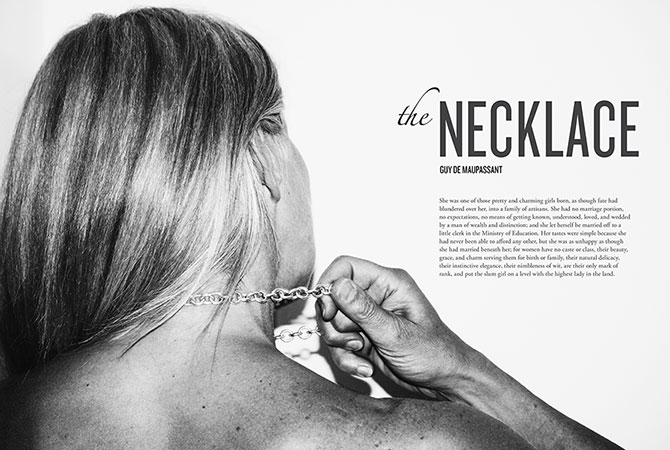 the NECKLACE
GUY DE MAUPASSANT
She was one of those pretty and charming girls born, as though fate had
blundered over her, into a family of artisans. She had no marriage portion,
no expectations, no means of getting known, understood, loved, and wedded
by a man of wealth and distinction; and she let herself be married off to a
little clerk in the Ministry of Education. Her tastes were simple because she
had never been able to afford any other, but she was as unhappy as though
she had married beneath her; for women have no caste or class, their beauty,
grace, and charm serving them for birth or family, their natural delicacy,
their instinctive elegance, their nimbleness of wit, are their only mark of
rank, and put the slum girl on a level with the highest lady in the land.